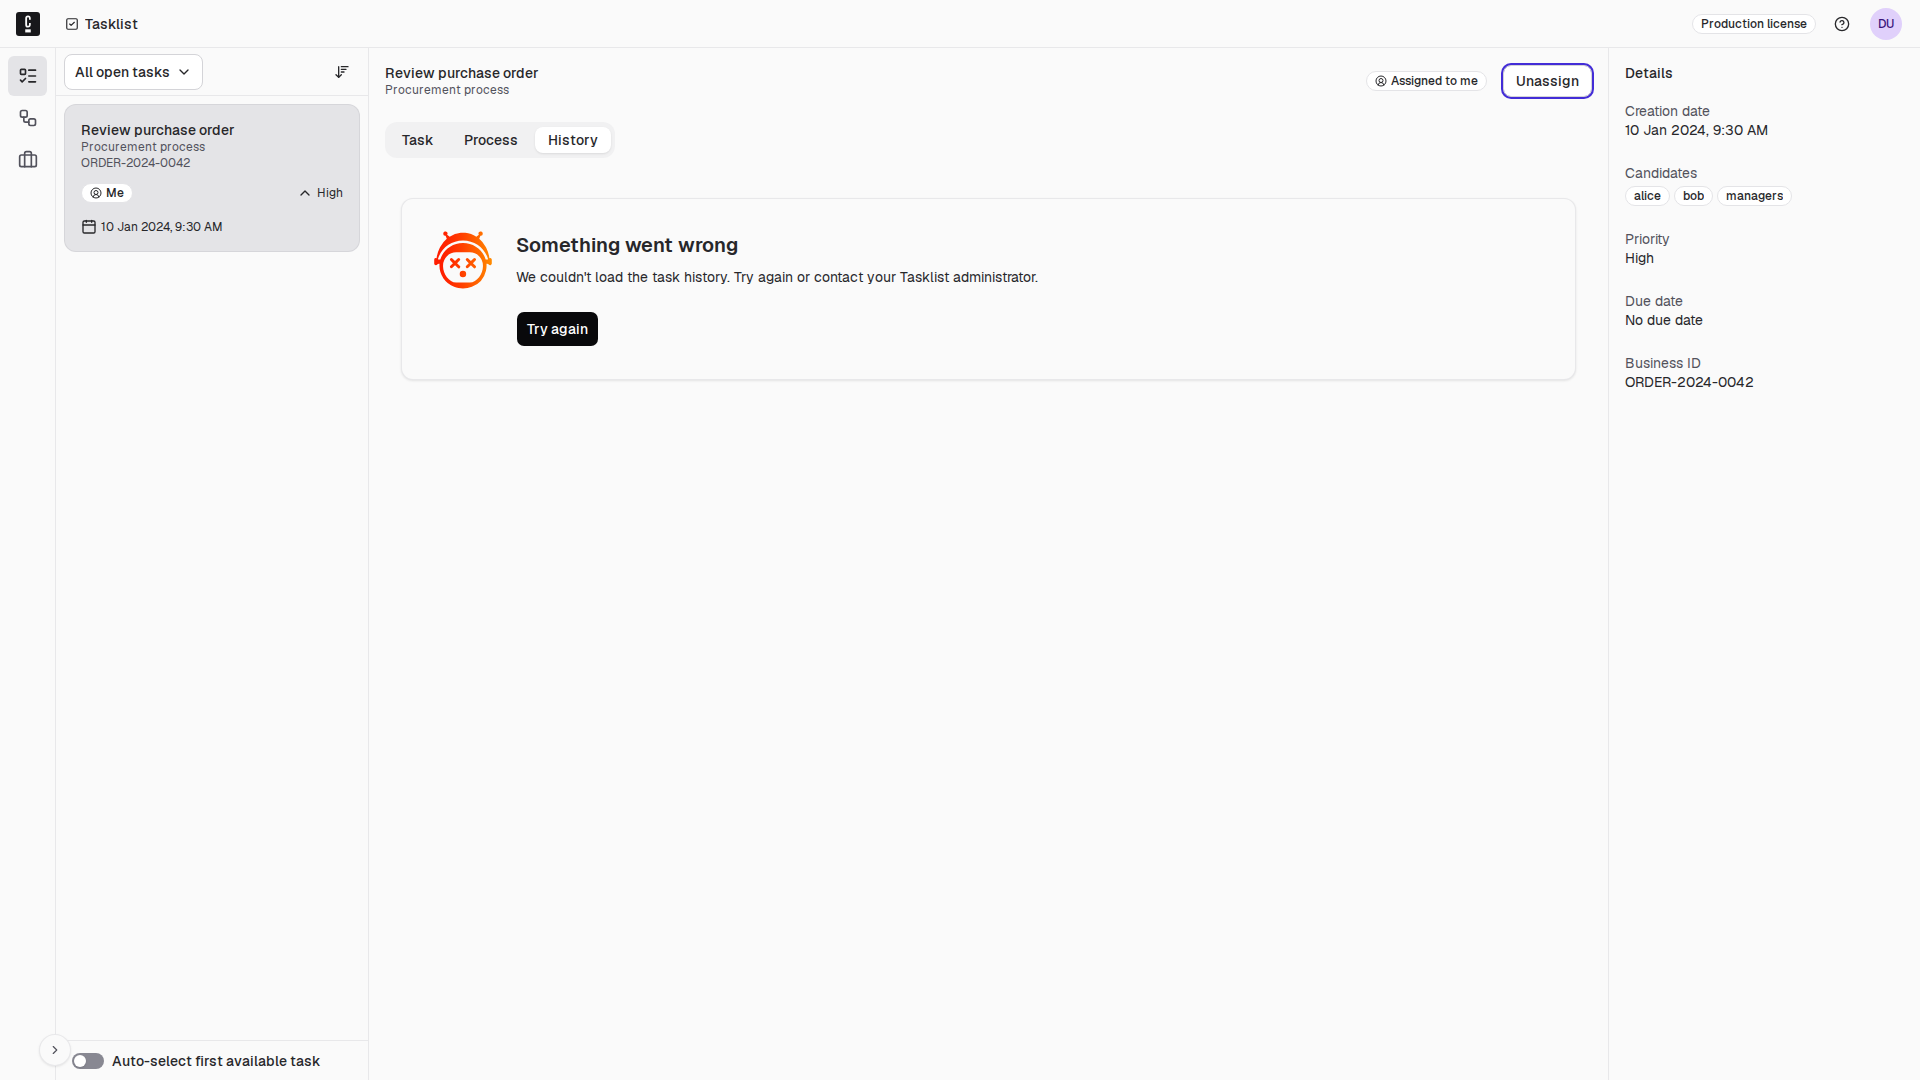 Tasklist
Production license
DU
All open tasks
Review purchase order
Procurement process
ORDER-2024-0042
Me
High
10 Jan 2024, 9:30 AM
Auto-select first available task
Review purchase order
Procurement process
Assigned to me
Unassign
Task
Process
History
Something went wrong
We couldn't load the task history. Try again or contact your Tasklist administrator.
Try again
Details
Creation date
10 Jan 2024, 9:30 AM
Candidates
alice
bob
managers
Priority
High
Due date
No due date
Business ID
ORDER-2024-0042